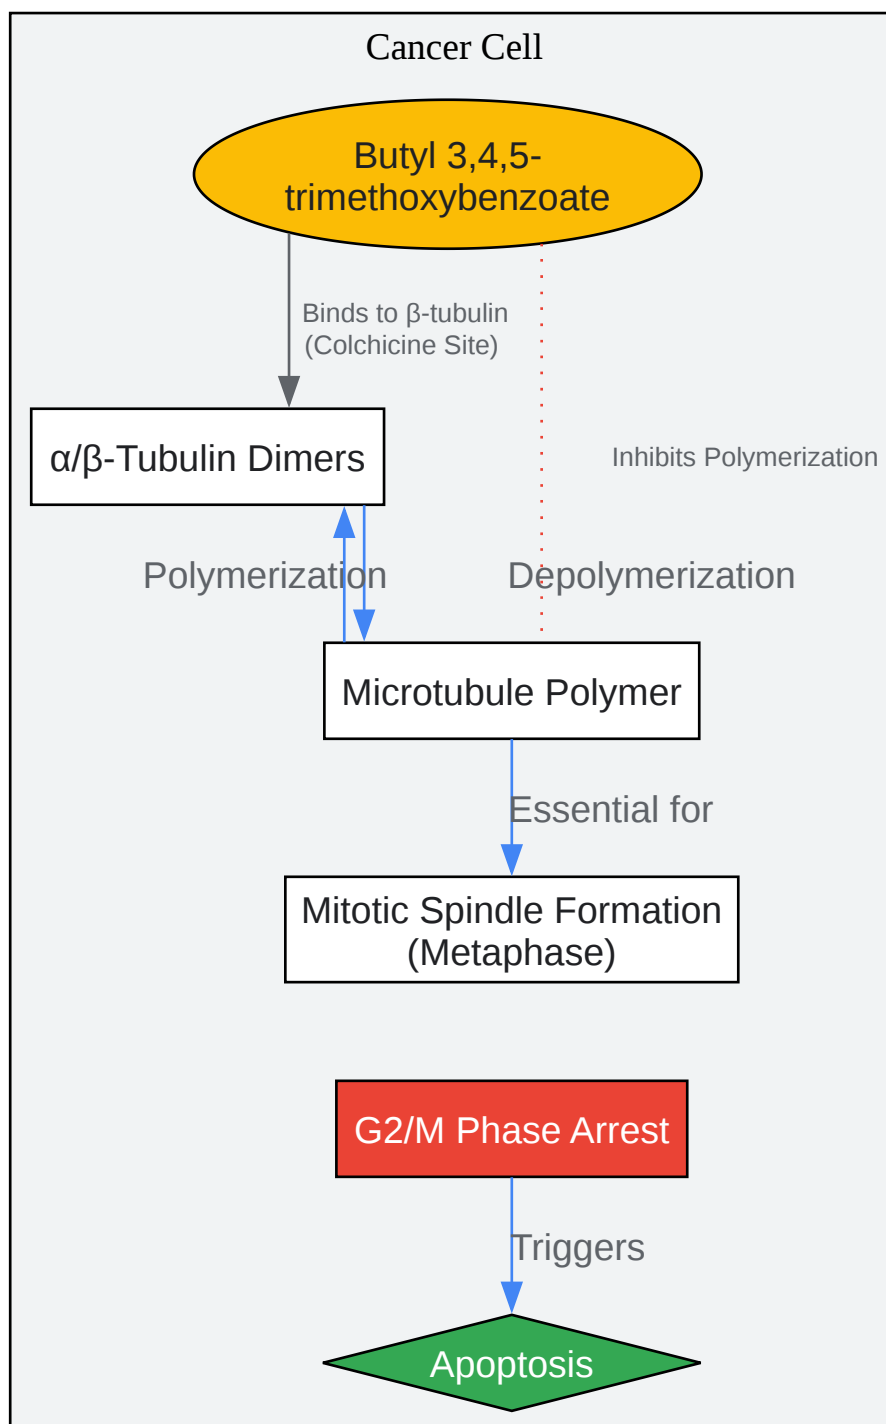 Cancer Cell
Butyl 3,4,5-
trimethoxybenzoate
Binds to β-tubulin
(Colchicine Site)
α/β-Tubulin Dimers
Inhibits Polymerization
Polymerization
Depolymerization
Microtubule Polymer
Essential for
Mitotic Spindle Formation
(Metaphase)
G2/M Phase Arrest
Triggers
Apoptosis